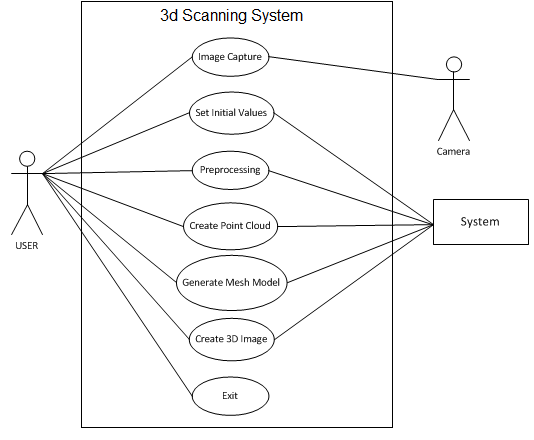 3d Scanning System
Image Capture
Set Initial Values
Camera
Preprocessing
Create Point Cloud
System
USER
Generate Mesh Model
Create 3D Image
Exit